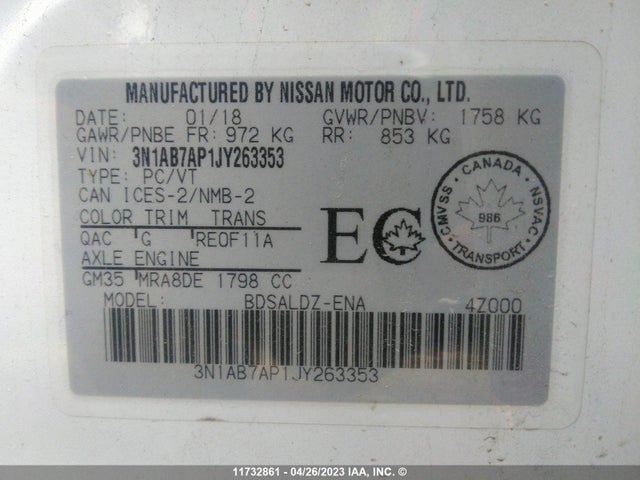 MANUFACTURED BY NISSAN MOTOR CO., LTD.
DATE: 01/18 GVWR/PNBV: 1758 KG
GAWR/PNBE FR: 972 KG RR: 853 KG
VIN: 3N1AB7AP1JY263353
TYPE: PC/VT
CAN ICES-2/NMB-2
COLOR TRIM TRANS
QAC G RE0F11A
AXLE ENGINE
GM35 MRA8DE 1798 CC
EC
CANADA
CMVSS NSVAC
986
TRANSPORT
MODEL: BDSALDZ-ENA 4Z000
3N1AB7AP1JY263353
11732861 - 04/26/2023 IAA, INC. ©